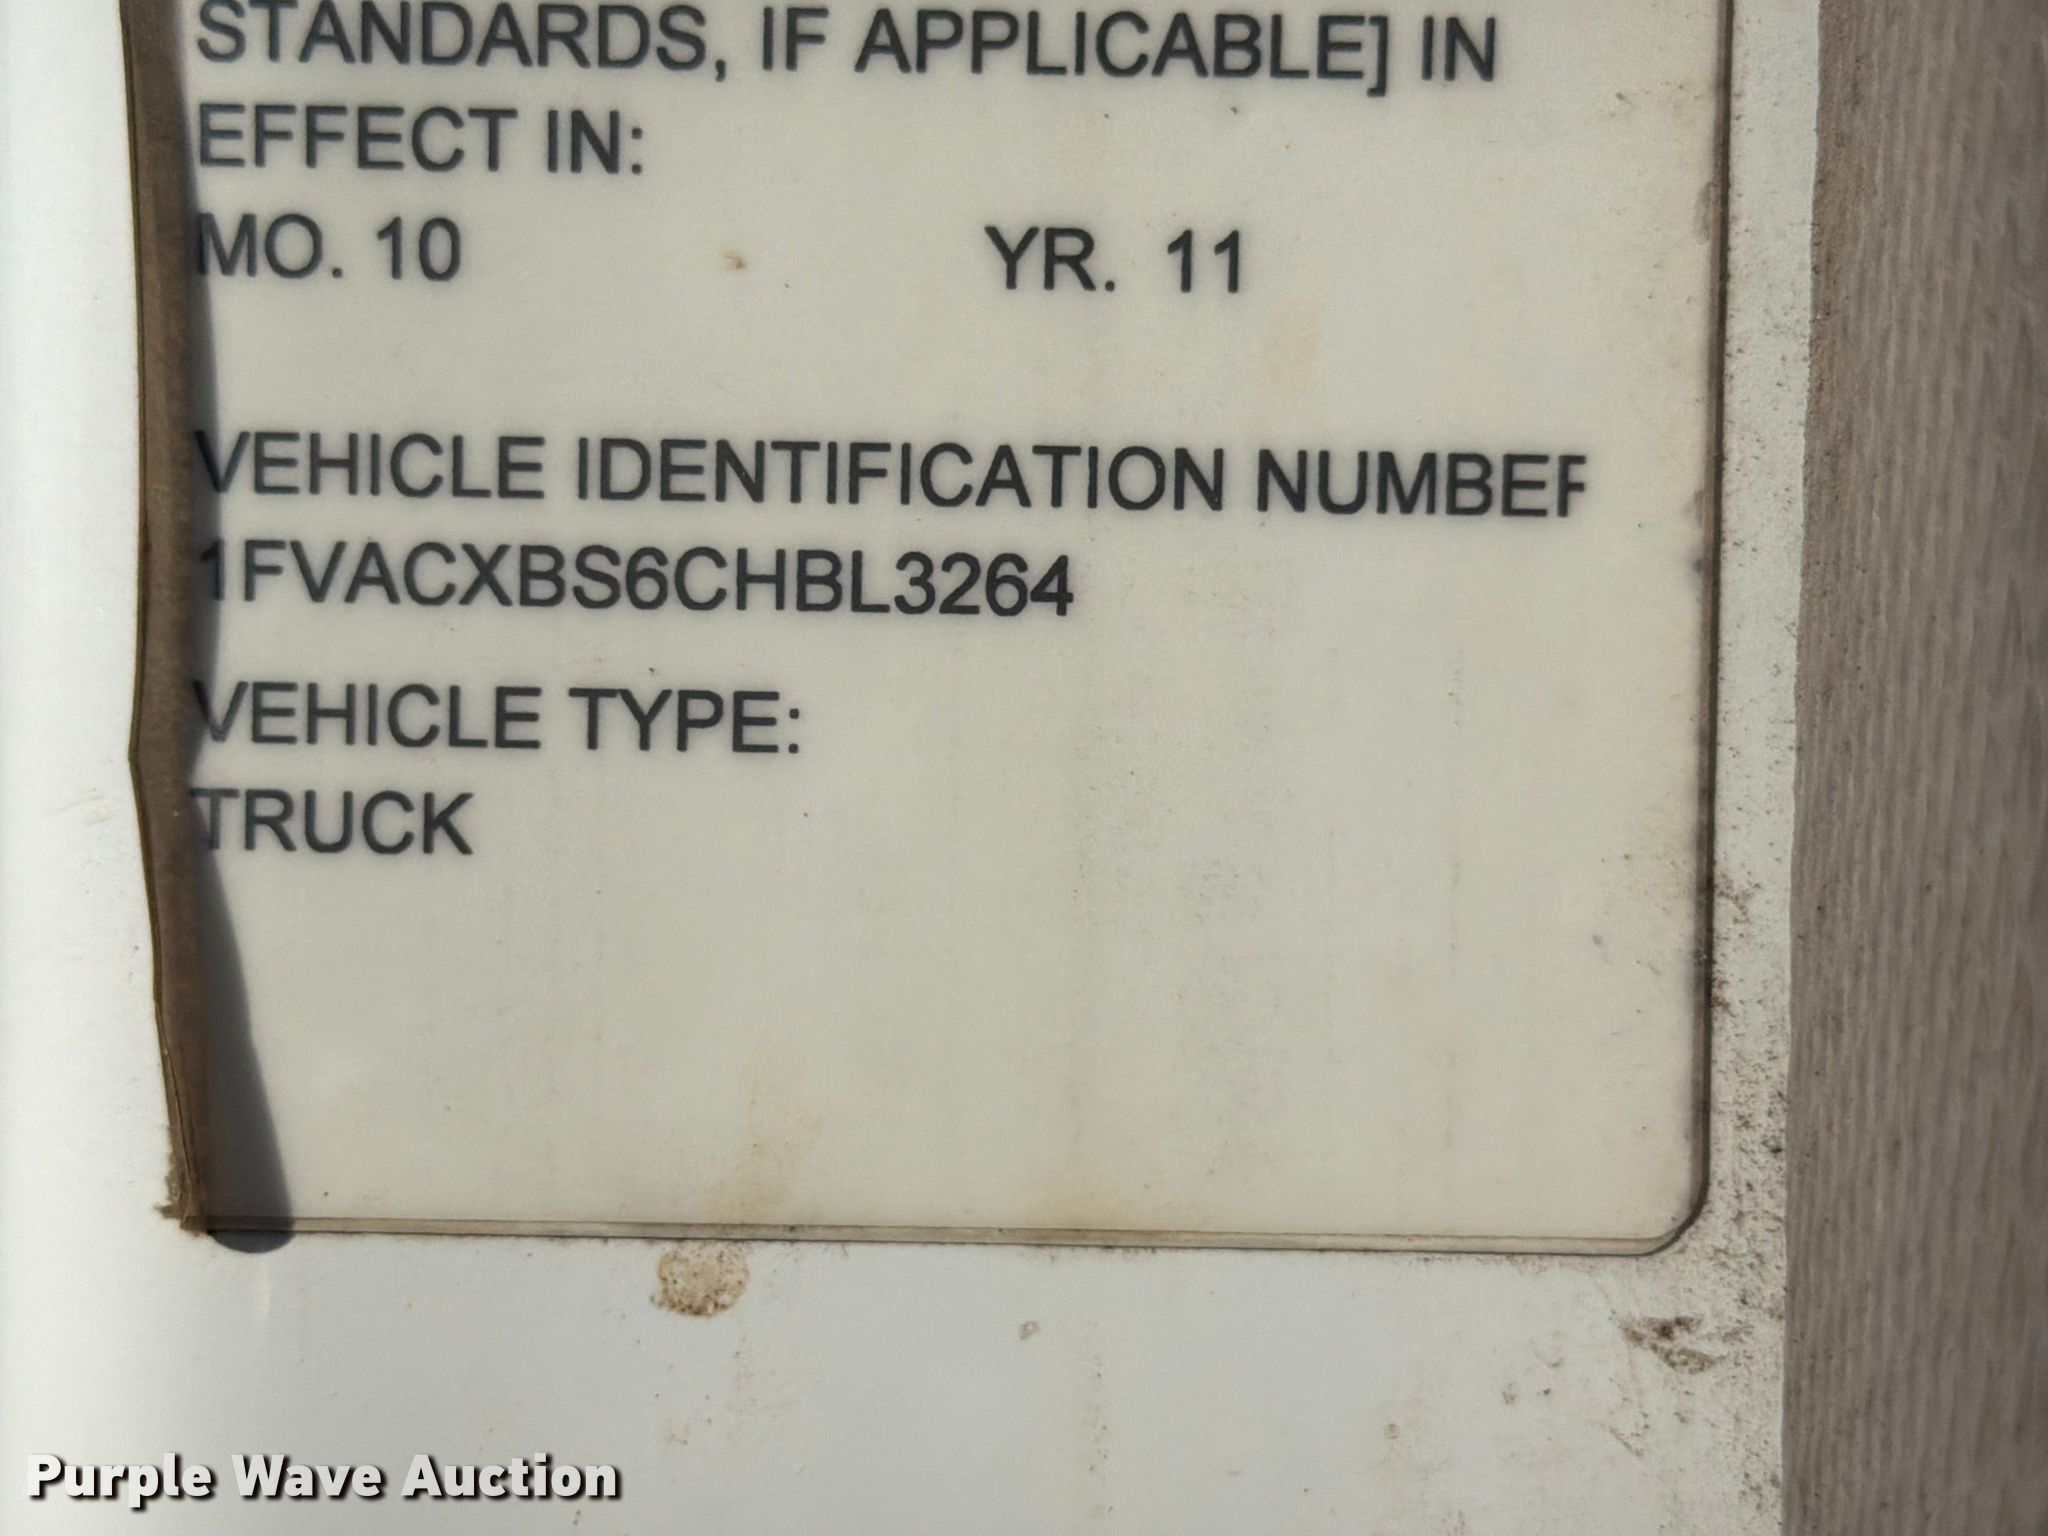 STANDARDS, IF APPLICABLE] IN
EFFECT IN:
MO. 10 YR. 11
VEHICLE IDENTIFICATION NUMBER
1FVACXBS6CHBL3264
VEHICLE TYPE:
TRUCK
Purple Wave Auction